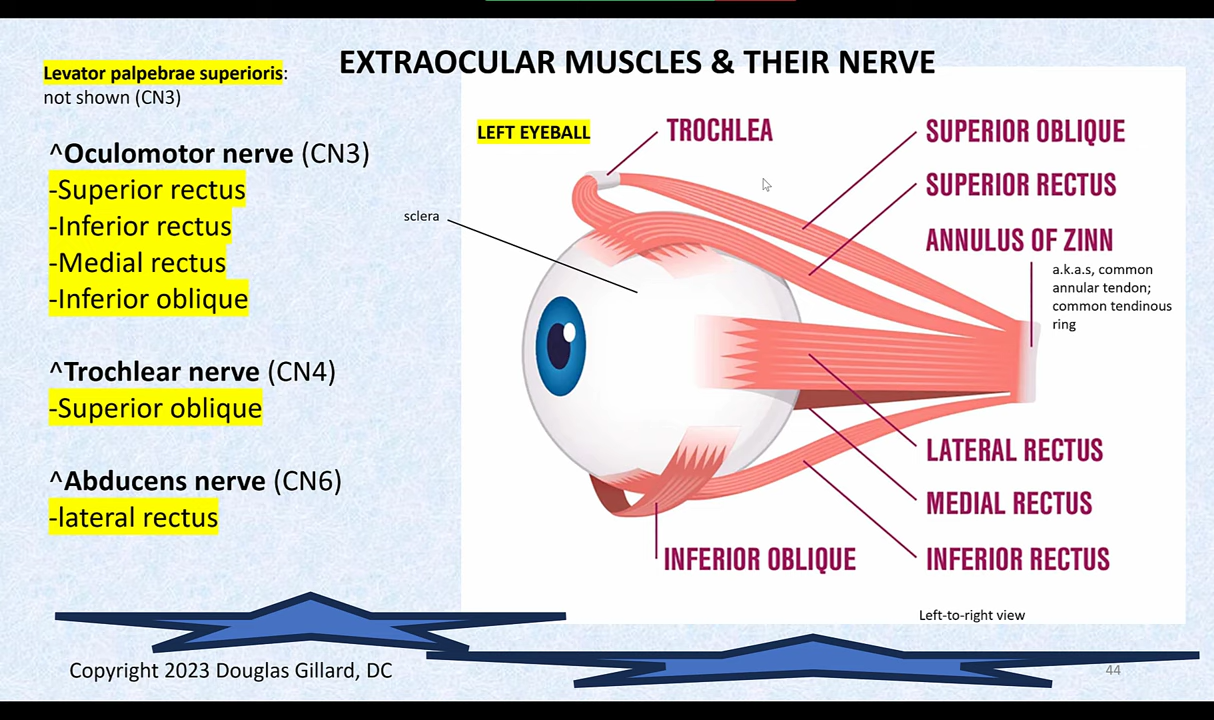 EXTRAOCULAR MUSCLES & THEIR NERVE
Levator palpebrae superioris:
not shown (CN3)
^Oculomotor nerve (CN3)
-Superior rectus
-Inferior rectus
-Medial rectus
-Inferior oblique
^Trochlear nerve (CN4)
-Superior oblique
^Abducens nerve (CN6)
-lateral rectus
LEFT EYEBALL
TROCHLEA
sclera
SUPERIOR OBLIQUE
SUPERIOR RECTUS
ANNULUS OF ZINN
a.k.a.s, common
annular tendon;
common tendinous
ring
LATERAL RECTUS
MEDIAL RECTUS
INFERIOR OBLIQUE
INFERIOR RECTUS
Left-to-right view
Copyright 2023 Douglas Gillard, DC
44